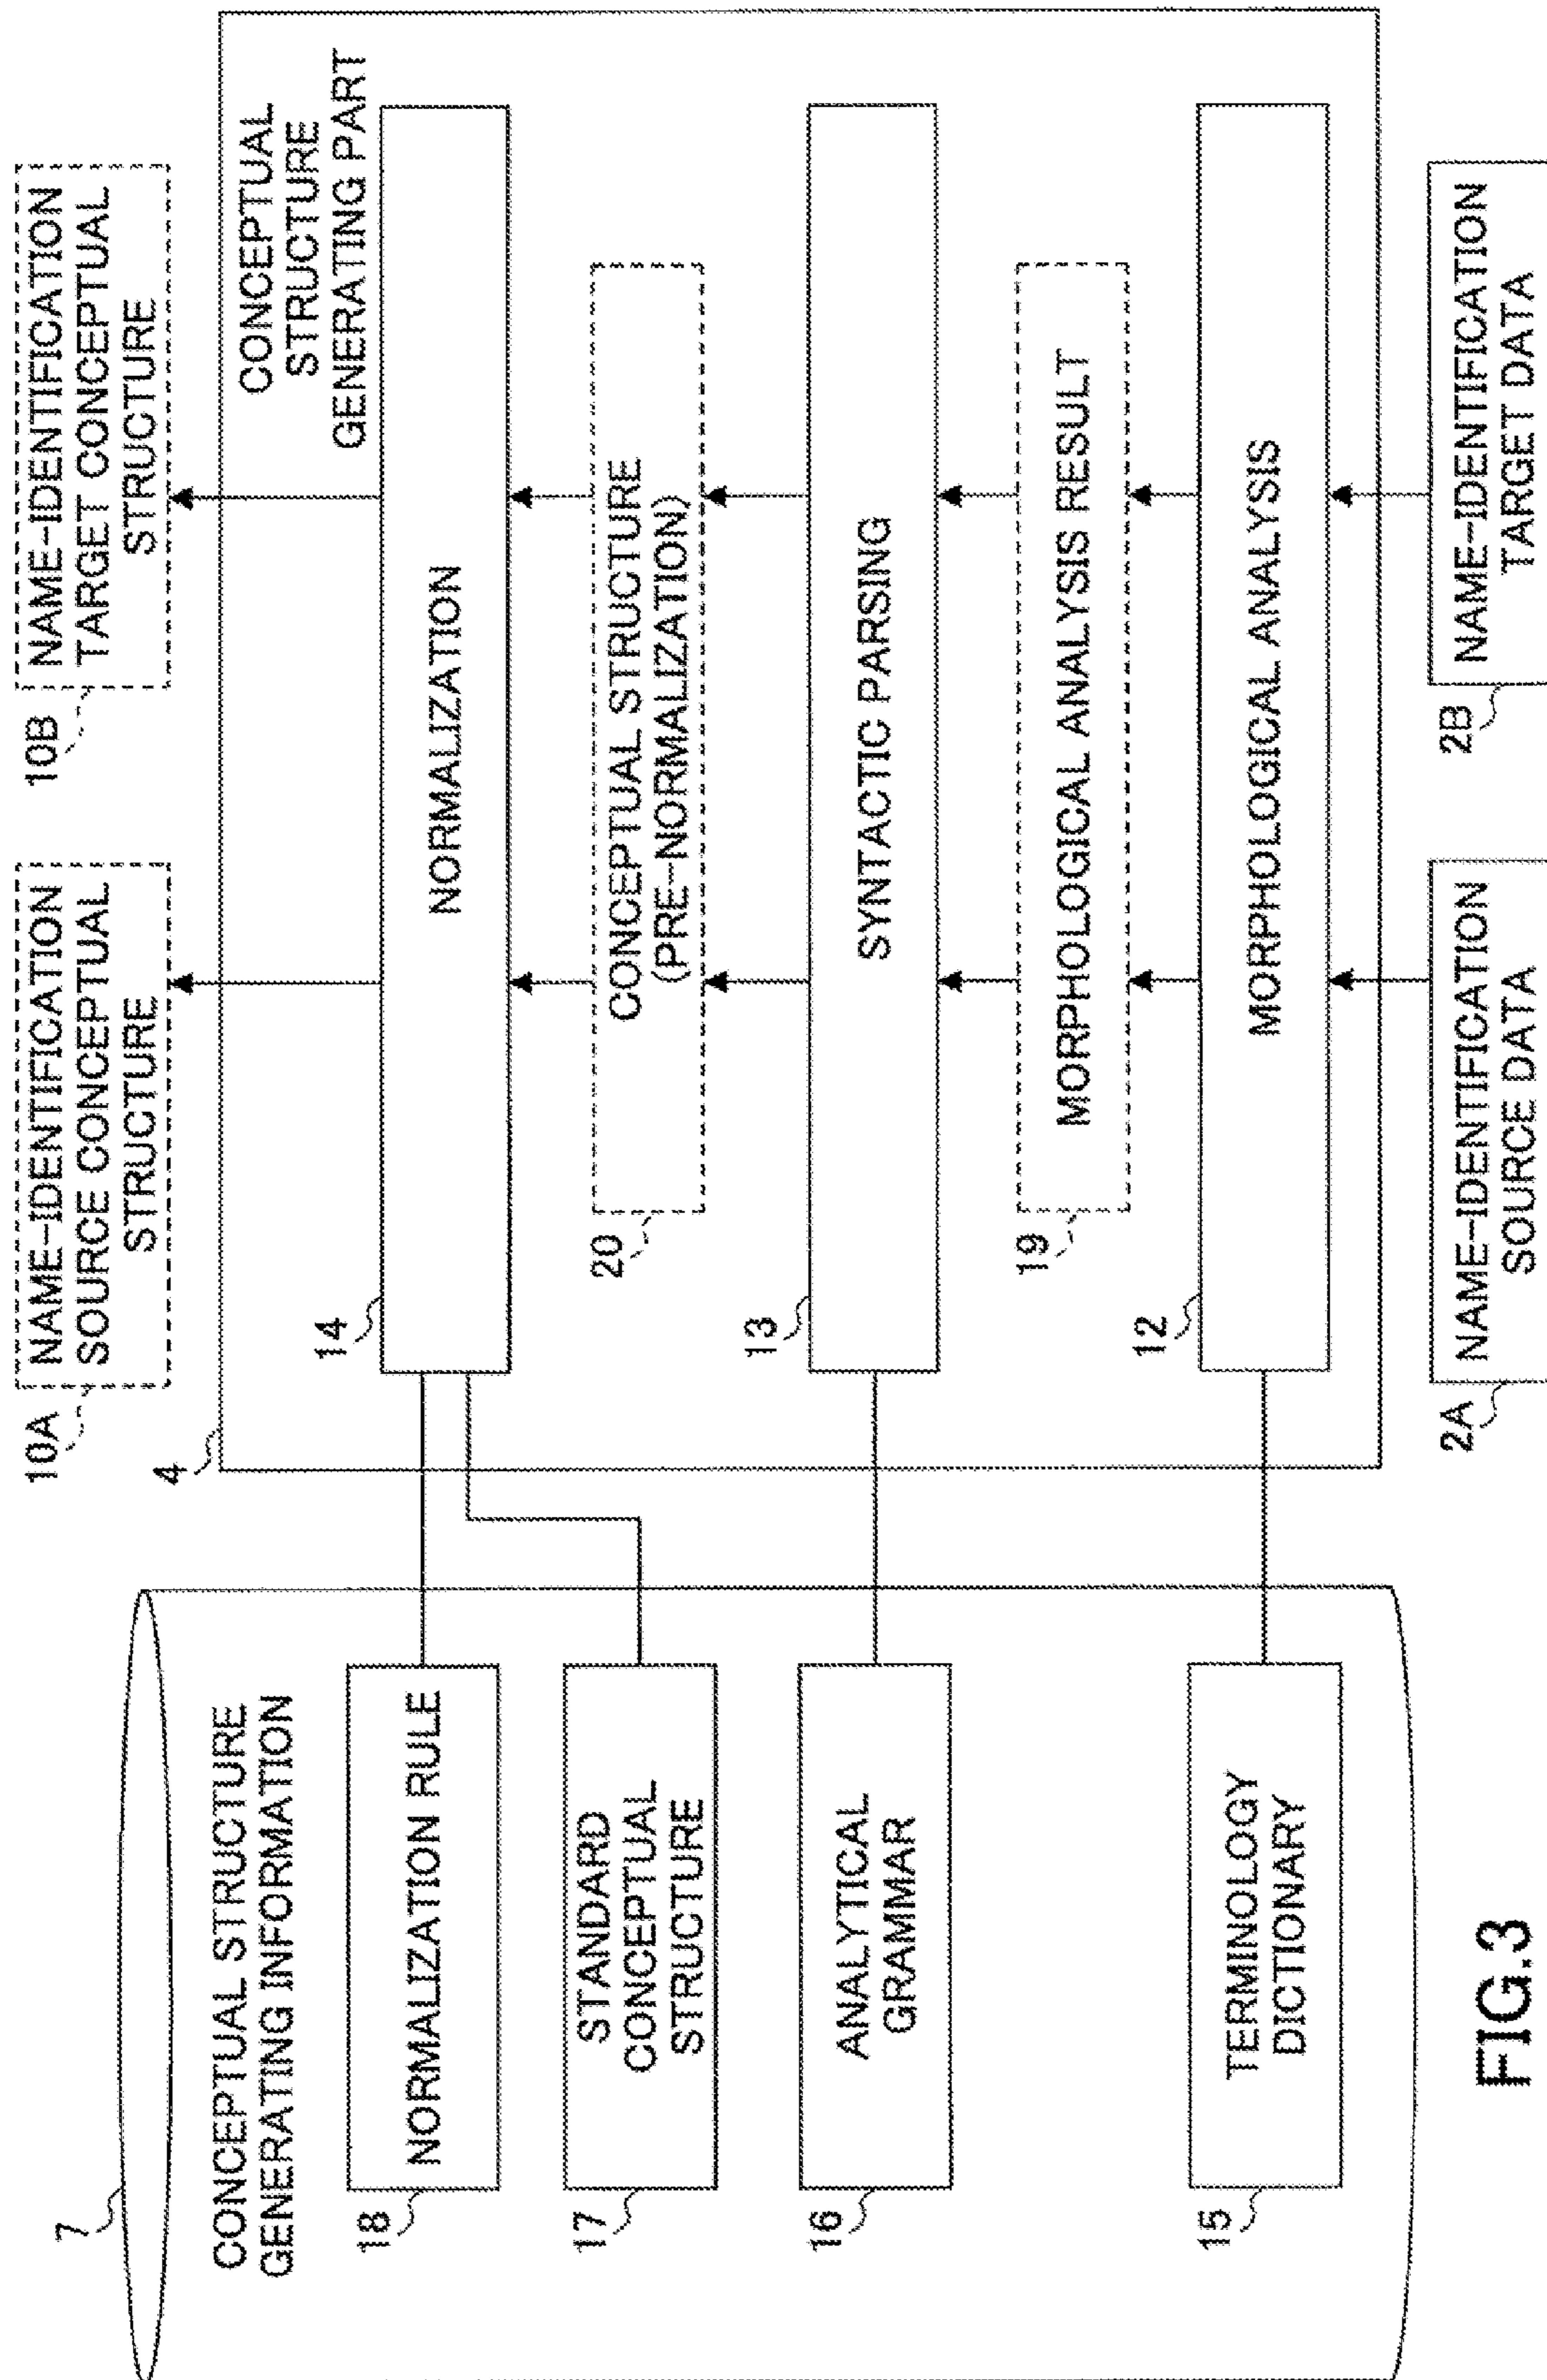 7
CONCEPTUAL STRUCTURE
GENERATING INFORMATION
18
NORMALIZATION RULE
17
STANDARD
CONCEPTUAL
STRUCTURE
16
ANALYTICAL
GRAMMAR
15
TERMINOLOGY
DICTIONARY
10A
NAME-IDENTIFICATION
SOURCE CONCEPTUAL
STRUCTURE
10B
NAME-IDENTIFICATION
TARGET CONCEPTUAL
STRUCTURE
4
CONCEPTUAL
STRUCTURE
GENERATING PART
14
NORMALIZATION
20
CONCEPTUAL STRUCTURE
(PRE-NORMALIZATION)
13
SYNTACTIC PARSING
19
MORPHOLOGICAL ANALYSIS RESULT
12
MORPHOLOGICAL ANALYSIS
2A
NAME-IDENTIFICATION
SOURCE DATA
2B
NAME-IDENTIFICATION
TARGET DATA
FIG.3